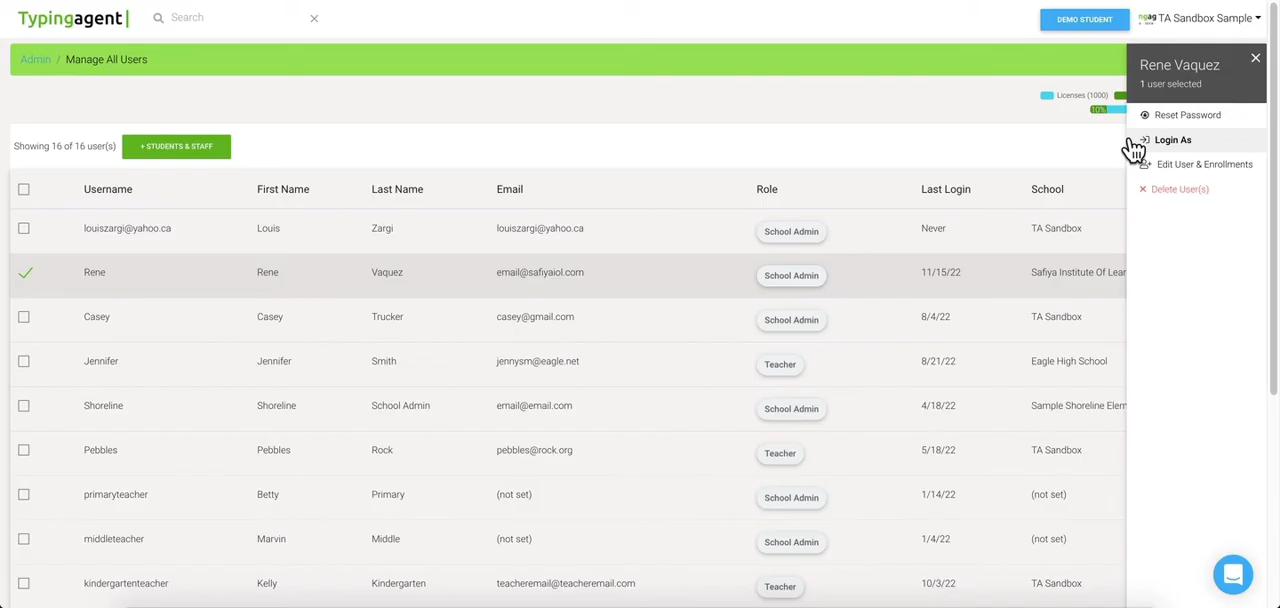 Typingagent|
Search
DEMO STUDENT
TA Sandbox Sample
Admin / Manage All Users
Rene Vaquez
1 user selected
Licenses (1000)
10%
Reset Password
Login As
Edit User & Enrollments
Delete User(s)
Showing 16 of 16 user(s)
+ STUDENTS & STAFF
Username First Name Last Name Email Role Last Login School
louiszargi@yahoo.ca Louis Zargi louiszargi@yahoo.ca School Admin Never TA Sandbox
Rene Rene Vaquez email@safiyaiol.com School Admin 11/15/22 Safiya Institute Of Lear
Casey Casey Trucker casey@gmail.com School Admin 8/4/22 TA Sandbox
Jennifer Jennifer Smith jennysm@eagle.net Teacher 8/21/22 Eagle High School
Shoreline Shoreline School Admin email@email.com School Admin 4/18/22 Sample Shoreline Elem
Pebbles Pebbles Rock pebbles@rock.org Teacher 5/18/22 TA Sandbox
primaryteacher Betty Primary (not set) School Admin 1/14/22 (not set)
middleteacher Marvin Middle (not set) School Admin 1/4/22 (not set)
kindergartenteacher Kelly Kindergarten teacheremail@teacheremail.com Teacher 10/3/22 TA Sandbox